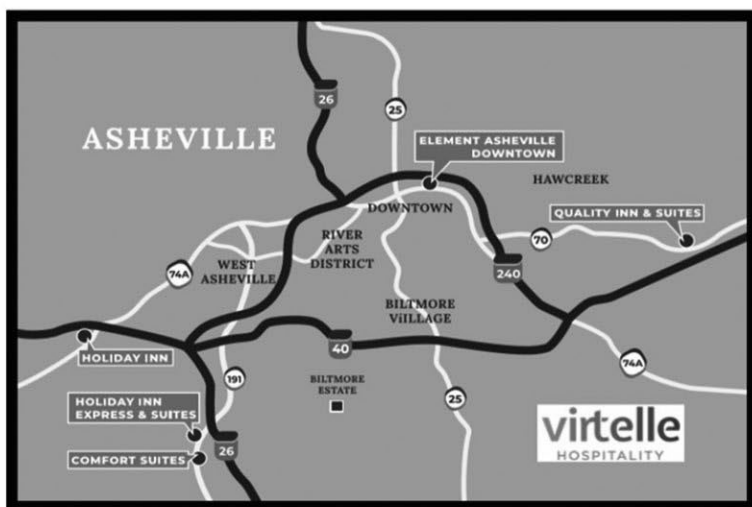 26
25
ASHEVILLE
ELEMENT ASHEVILLE
DOWNTOWN
HAWCREEK
DOWNTOWN
QUALITY INN & SUITES
RIVER
ARTS
DISTRICT
70
WEST
ASHEVILLE
74A
240
BILTMORE
ViLLAGE
HOLIDAY INN
40
74A
191
BILTMORE
ESTATE
25
HOLIDAY INN
EXPRESS & SUITES
26
COMFORT SUITES
virtelle
HOSPITALITY